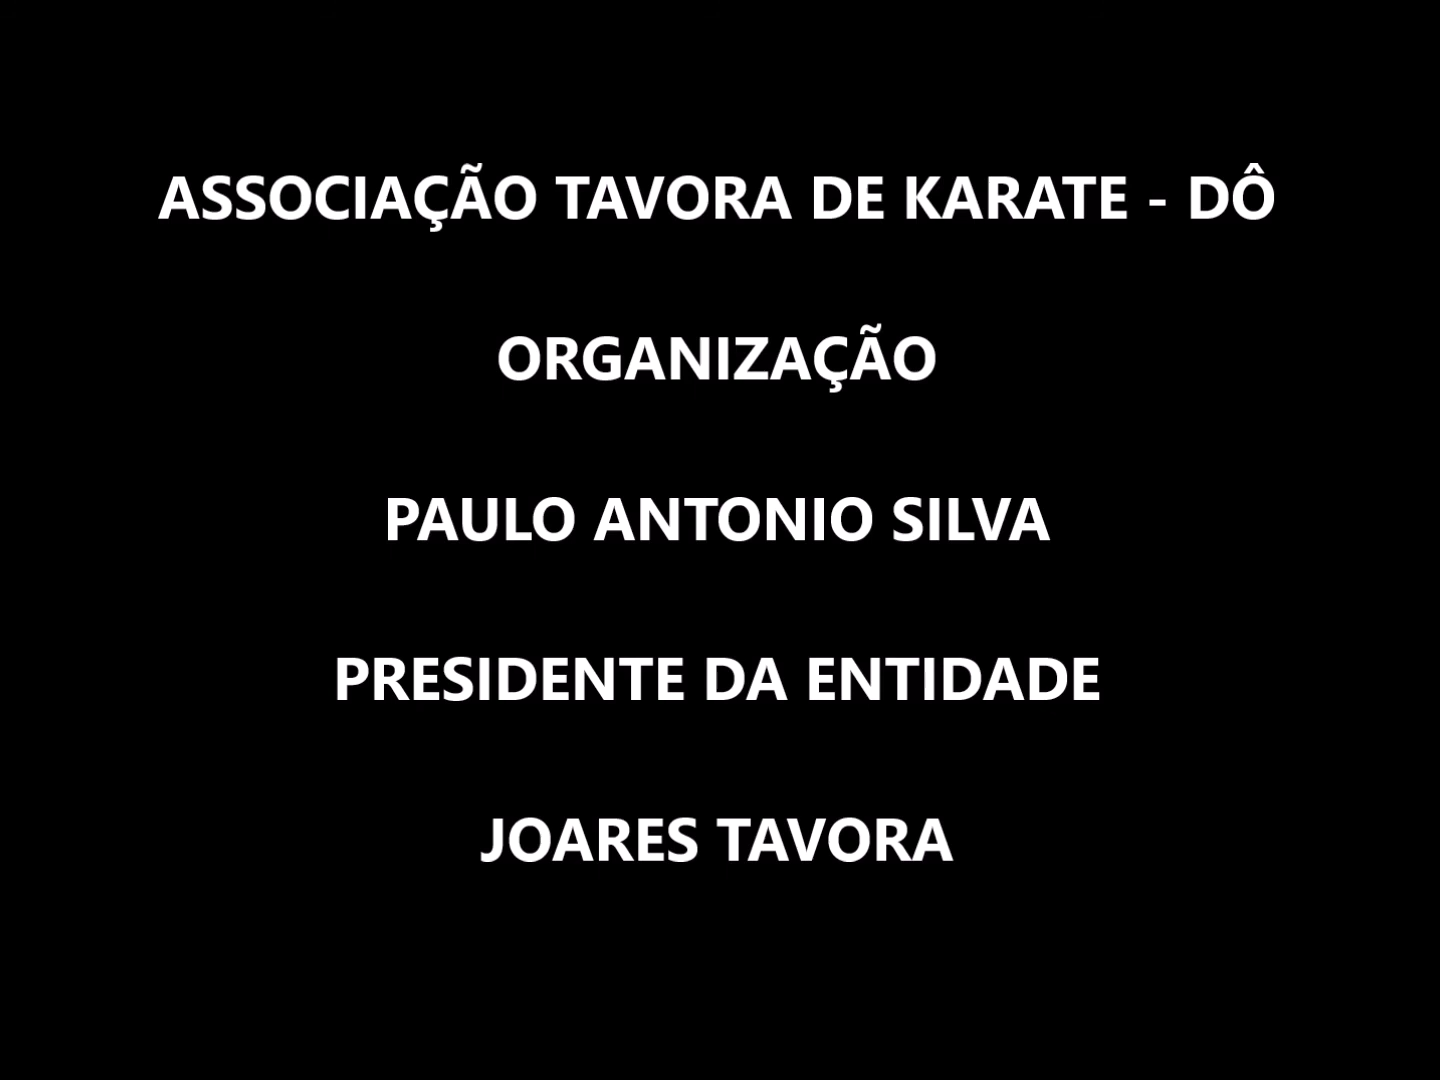 ASSOCIAÇÃO TAVORA DE KARATE - DÔ
ORGANIZAÇÃO
PAULO ANTONIO SILVA
PRESIDENTE DA ENTIDADE
JOARES TAVORA